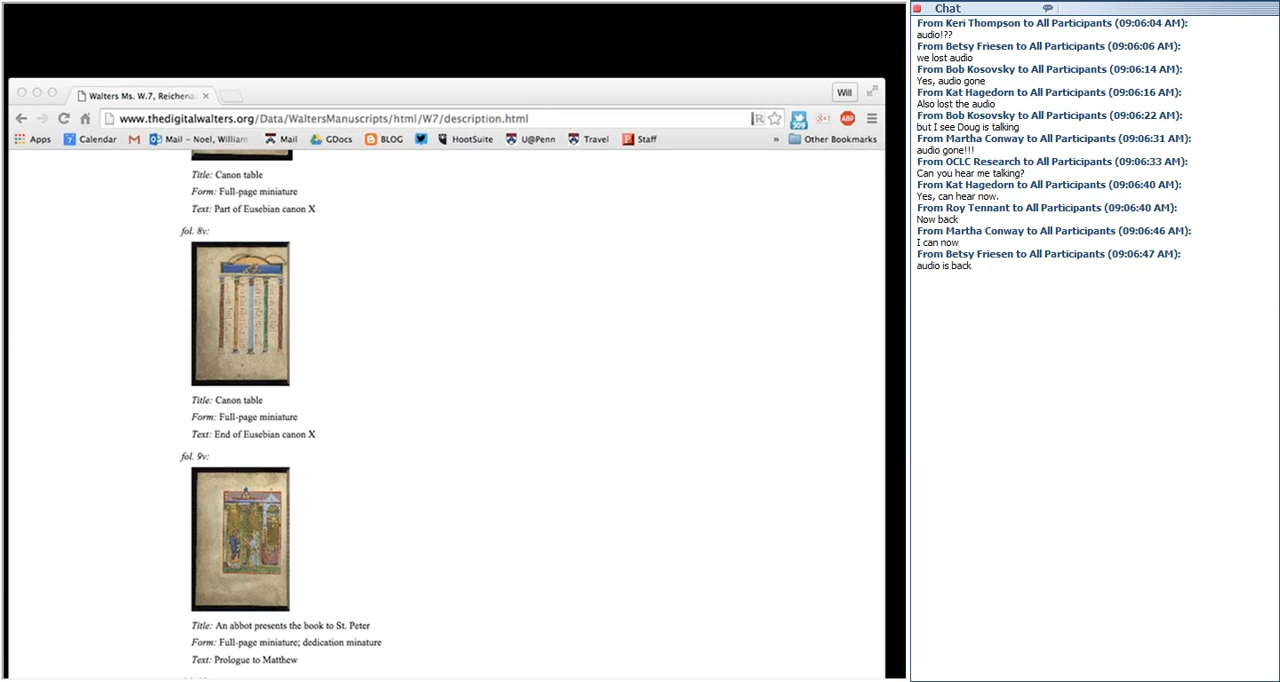 Walters Ms. W.7, Reichena
Will
www.thedigitalwalters.org/Data/WaltersManuscripts/html/W7/description.html
Apps Calendar Mail – Noel, William Mail GDocs BLOG HootSuite U@Penn Travel Staff » Other Bookmarks
Title: Canon table
Form: Full-page miniature
Text: Part of Eusebian canon X
fol. 8v:
Title: Canon table
Form: Full-page miniature
Text: End of Eusebian canon X
fol. 9v:
Title: An abbot presents the book to St. Peter
Form: Full-page miniature; dedication minature
Text: Prologue to Matthew
Chat
From Keri Thompson to All Participants (09:06:04 AM):
audio!??
From Betsy Friesen to All Participants (09:06:06 AM):
we lost audio
From Bob Kosovsky to All Participants (09:06:14 AM):
Yes, audio gone
From Kat Hagedorn to All Participants (09:06:16 AM):
Also lost the audio
From Bob Kosovsky to All Participants (09:06:22 AM):
but I see Doug is talking
From Martha Conway to All Participants (09:06:31 AM):
audio gone!!!
From OCLC Research to All Participants (09:06:33 AM):
Can you hear me talking?
From Kat Hagedorn to All Participants (09:06:40 AM):
Yes, can hear now.
From Roy Tennant to All Participants (09:06:40 AM):
Now back
From Martha Conway to All Participants (09:06:46 AM):
I can now
From Betsy Friesen to All Participants (09:06:47 AM):
audio is back